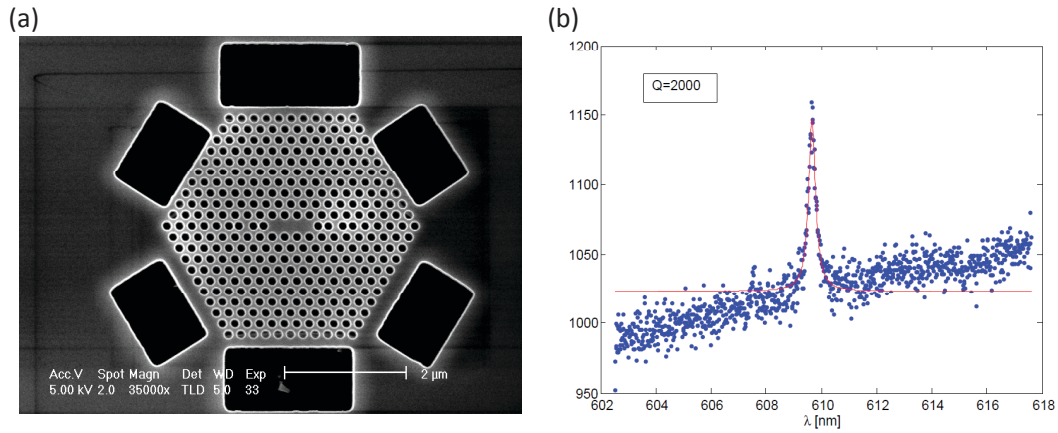 (a)
(b)
Acc.V Spot Magn Det WD Exp
5.00 kV 2.0 35000x TLD 5.0 33
2 μm
1200
1150
1100
1050
1000
950
Q=2000
602 604 606 608 610 612 614 616 618
λ [nm]